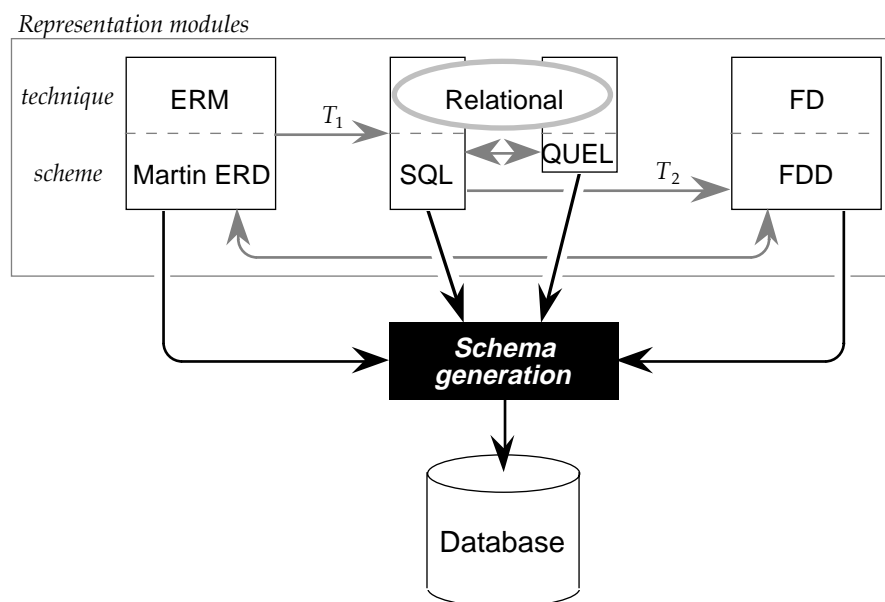 Representation modules
technique
ERM
Relational
FD
T1
scheme
Martin ERD
SQL
QUEL
T2
FDD
Schema
generation
Database